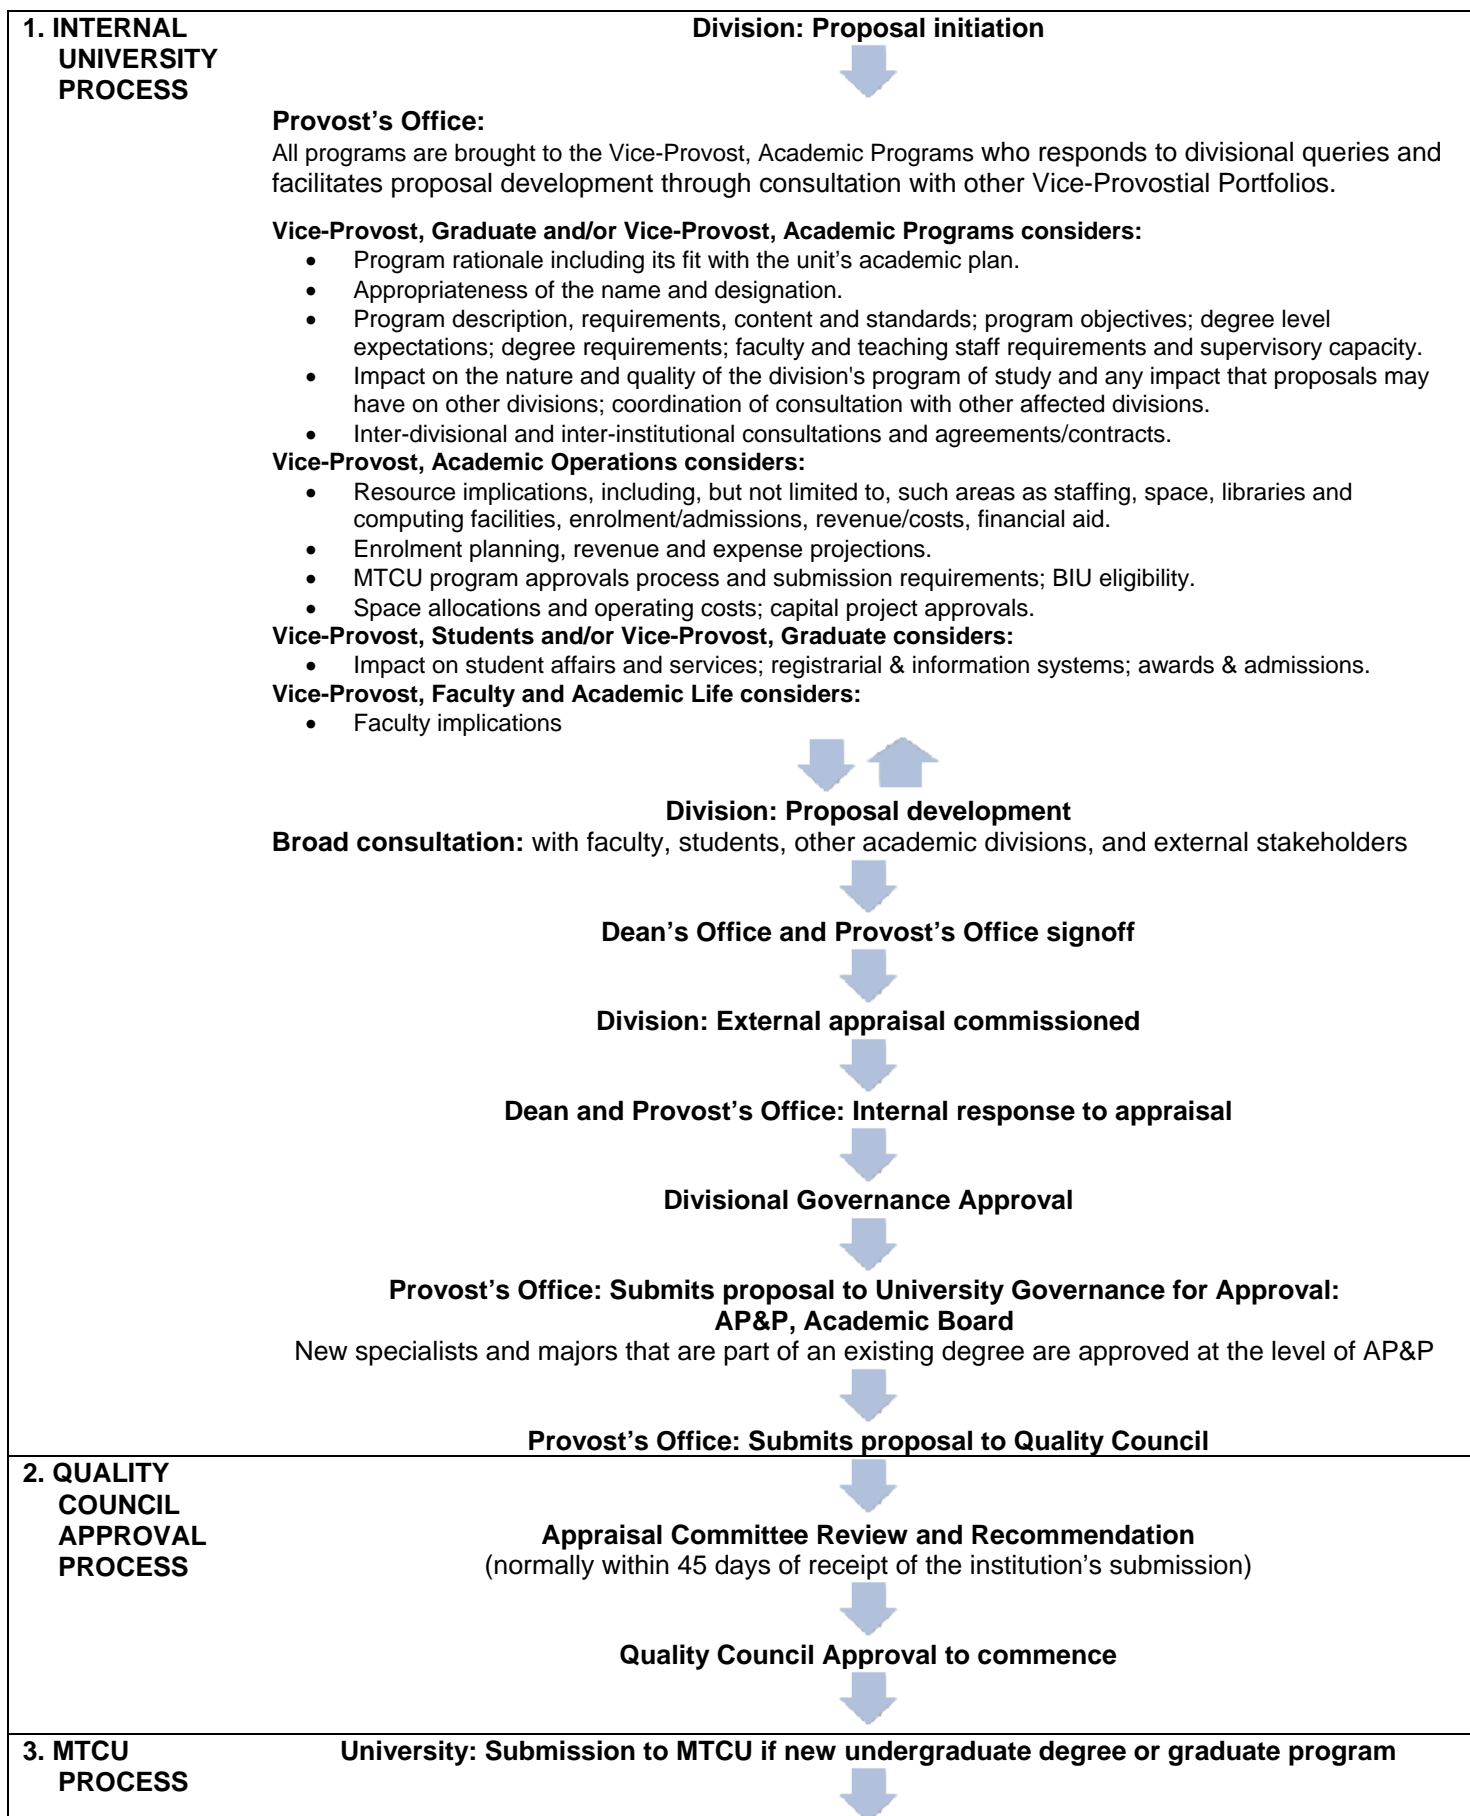 1. INTERNAL
UNIVERSITY
PROCESS
Division: Proposal initiation
Provost’s Office:
All programs are brought to the Vice-Provost, Academic Programs who responds to divisional queries and
facilitates proposal development through consultation with other Vice-Provostial Portfolios.
Vice-Provost, Graduate and/or Vice-Provost, Academic Programs considers:
• Program rationale including its fit with the unit’s academic plan.
• Appropriateness of the name and designation.
• Program description, requirements, content and standards; program objectives; degree level
expectations; degree requirements; faculty and teaching staff requirements and supervisory capacity.
• Impact on the nature and quality of the division's program of study and any impact that proposals may
have on other divisions; coordination of consultation with other affected divisions.
• Inter-divisional and inter-institutional consultations and agreements/contracts.
Vice-Provost, Academic Operations considers:
• Resource implications, including, but not limited to, such areas as staffing, space, libraries and
computing facilities, enrolment/admissions, revenue/costs, financial aid.
• Enrolment planning, revenue and expense projections.
• MTCU program approvals process and submission requirements; BIU eligibility.
• Space allocations and operating costs; capital project approvals.
Vice-Provost, Students and/or Vice-Provost, Graduate considers:
• Impact on student affairs and services; registrarial & information systems; awards & admissions.
Vice-Provost, Faculty and Academic Life considers:
• Faculty implications
Division: Proposal development
Broad consultation: with faculty, students, other academic divisions, and external stakeholders
Dean’s Office and Provost’s Office signoff
Division: External appraisal commissioned
Dean and Provost’s Office: Internal response to appraisal
Divisional Governance Approval
Provost’s Office: Submits proposal to University Governance for Approval:
AP&P, Academic Board
New specialists and majors that are part of an existing degree are approved at the level of AP&P
Provost’s Office: Submits proposal to Quality Council
2. QUALITY
COUNCIL
APPROVAL
PROCESS
Appraisal Committee Review and Recommendation
(normally within 45 days of receipt of the institution’s submission)
Quality Council Approval to commence
3. MTCU
PROCESS
University: Submission to MTCU if new undergraduate degree or graduate program